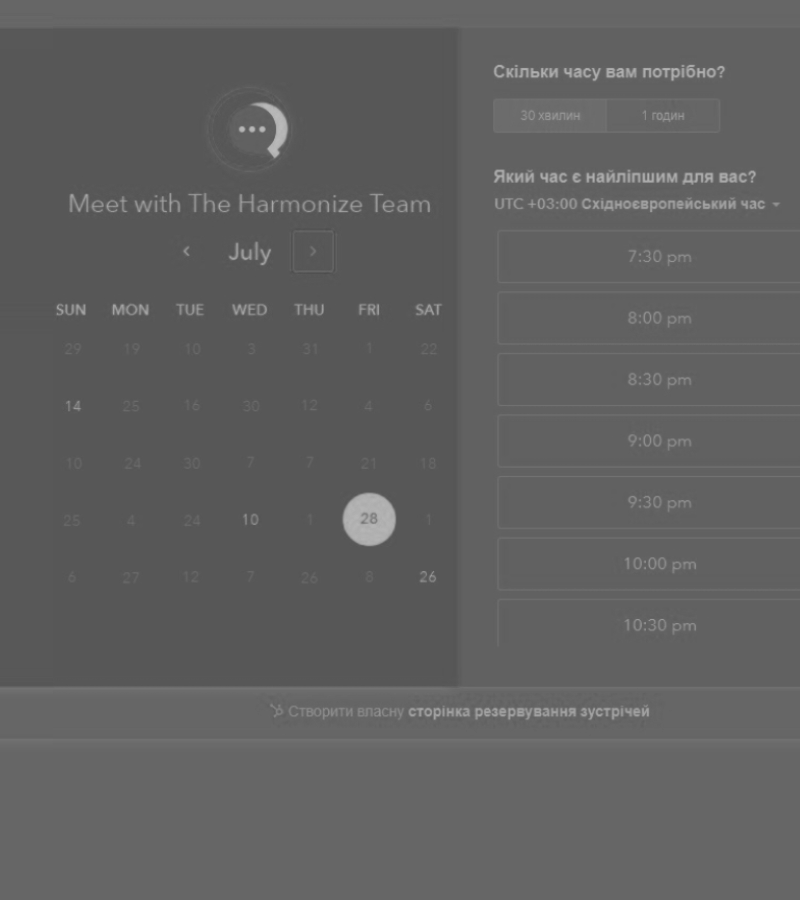 Meet with The Harmonize Team
July
SUN MON TUE WED THU FRI SAT
29 19 10 3 31 1 22
14 25 16 30 12 4 6
10 24 30 7 7 21 18
25 4 24 10 1 28 1
6 27 12 7 26 8 26
Скільки часу вам потрібно?
30 хвилин 1 годин
Який час є найліпшим для вас?
UTC +03:00 Східноєвропейський час
7:30 pm
8:00 pm
8:30 pm
9:00 pm
9:30 pm
10:00 pm
10:30 pm
Створити власну сторінка резервування зустрічей